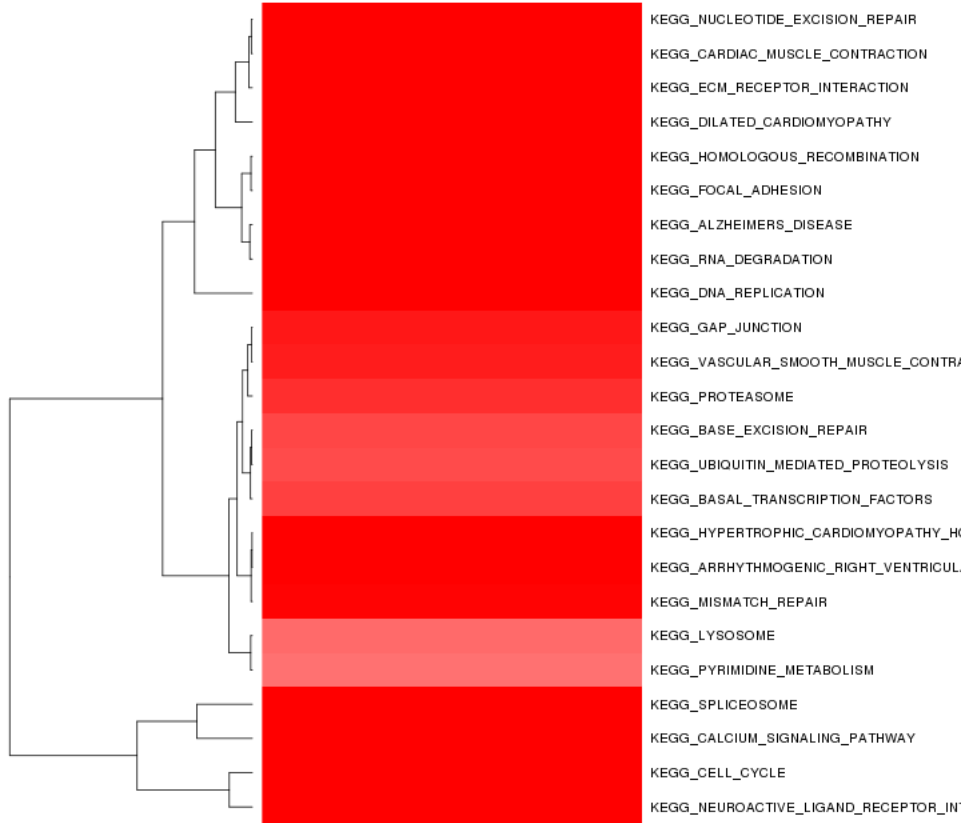 KEGG_NUCLEOTIDE_EXCISION_REPAIR
KEGG_CARDIAC_MUSCLE_CONTRACTION
KEGG_ECM_RECEPTOR_INTERACTION
KEGG_DILATED_CARDIOMYOPATHY
KEGG_HOMOLOGOUS_RECOMBINATION
KEGG_FOCAL_ADHESION
KEGG_ALZHEIMERS_DISEASE
KEGG_RNA_DEGRADATION
KEGG_DNA_REPLICATION
KEGG_GAP_JUNCTION
KEGG_VASCULAR_SMOOTH_MUSCLE_CONTRA
KEGG_PROTEASOME
KEGG_BASE_EXCISION_REPAIR
KEGG_UBIQUITIN_MEDIATED_PROTEOLYSIS
KEGG_BASAL_TRANSCRIPTION_FACTORS
KEGG_HYPERTROPHIC_CARDIOMYOPATHY_HC
KEGG_ARRHYTHMOGENIC_RIGHT_VENTRICUL
KEGG_MISMATCH_REPAIR
KEGG_LYSOSOME
KEGG_PYRIMIDINE_METABOLISM
KEGG_SPLICEOSOME
KEGG_CALCIUM_SIGNALING_PATHWAY
KEGG_CELL_CYCLE
KEGG_NEUROACTIVE_LIGAND_RECEPTOR_INT